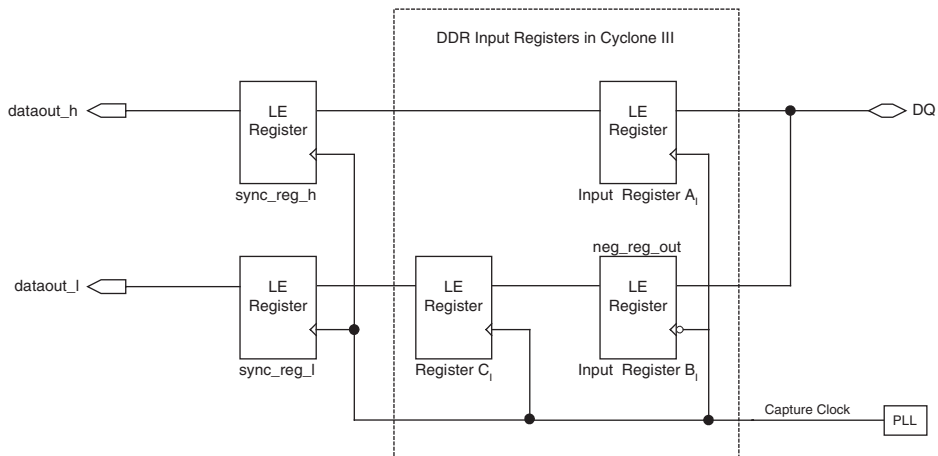 DDR Input Registers in Cyclone III
dataout_h
LE
Register
sync_reg_h
LE
Register
Input Register A_I
DQ
dataout_l
LE
Register
sync_reg_l
LE
Register
Register C_I
neg_reg_out
LE
Register
Input Register B_I
Capture Clock
PLL